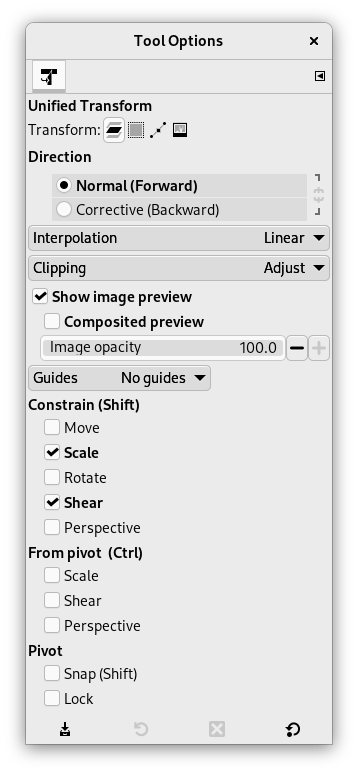 Tool Options
Unified Transform
Transform:
Direction
Normal (Forward)
Corrective (Backward)
Interpolation Linear
Clipping Adjust
Show image preview
Composited preview
Image opacity 100.0
Guides No guides
Constrain (Shift)
Move
Scale
Rotate
Shear
Perspective
From pivot (Ctrl)
Scale
Shear
Perspective
Pivot
Snap (Shift)
Lock